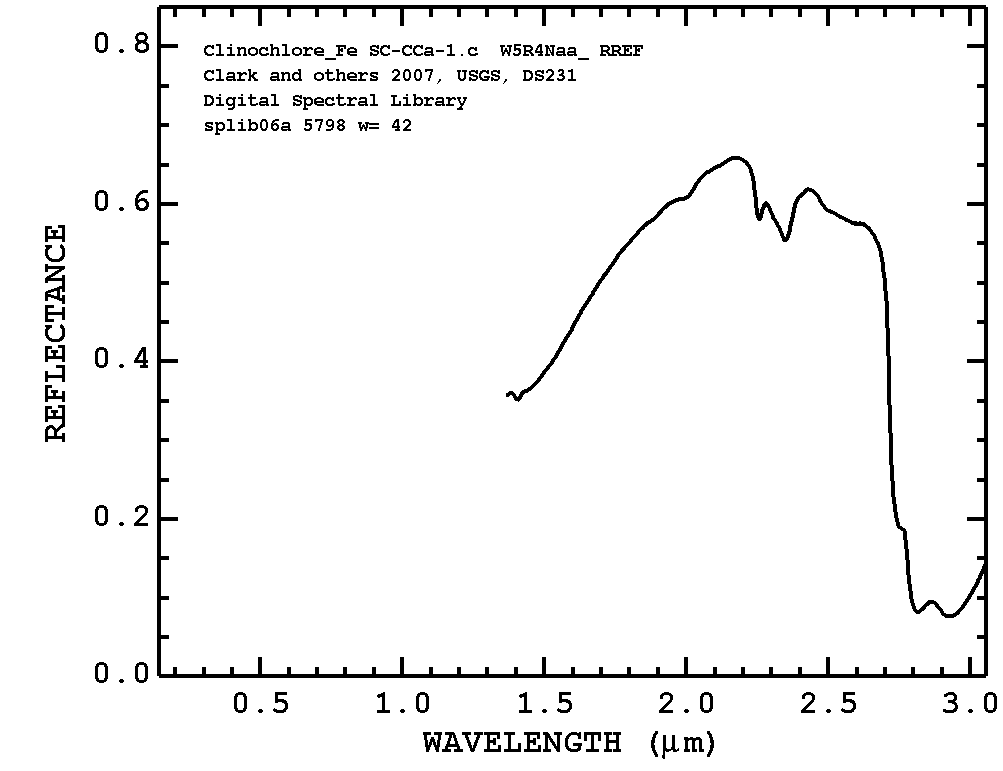 0.8
Clinochlore_Fe SC-CCa-1.c  W5R4Naa_ RREF
Clark and others 2007, USGS, DS231
Digital Spectral Library
splib06a 5798 w= 42
0.6
REFLECTANCE
0.4
0.2
0.0
0.5 1.0 1.5 2.0 2.5 3.0
WAVELENGTH (μm)